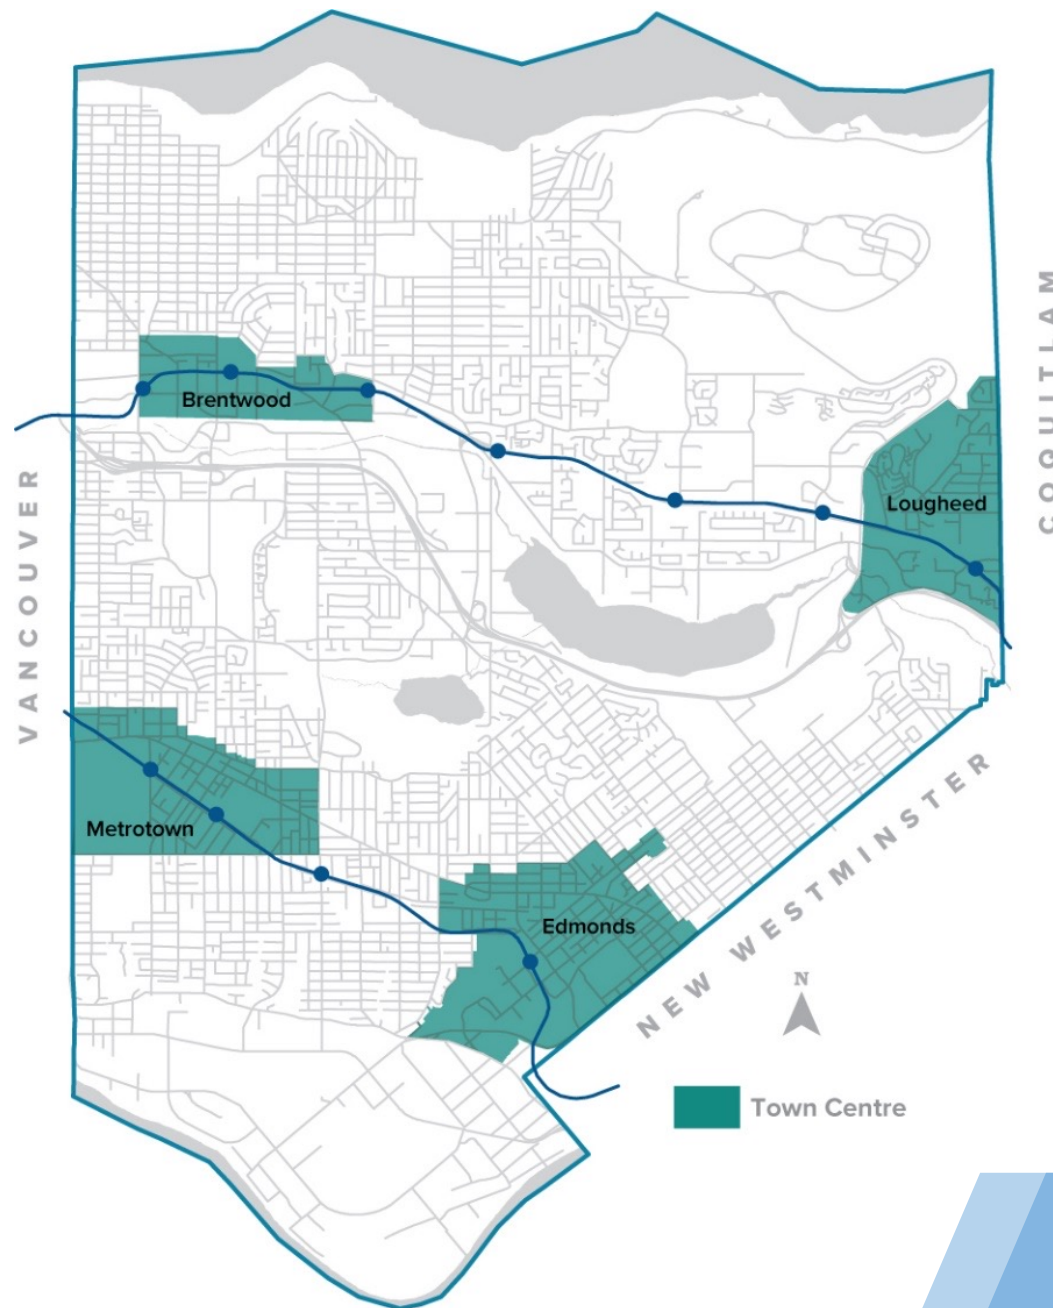 COQUITLAM
Brentwood
VANCOUVER
Lougheed
Metrotown
Edmonds
NEW WESTMINSTER
N
Town Centre